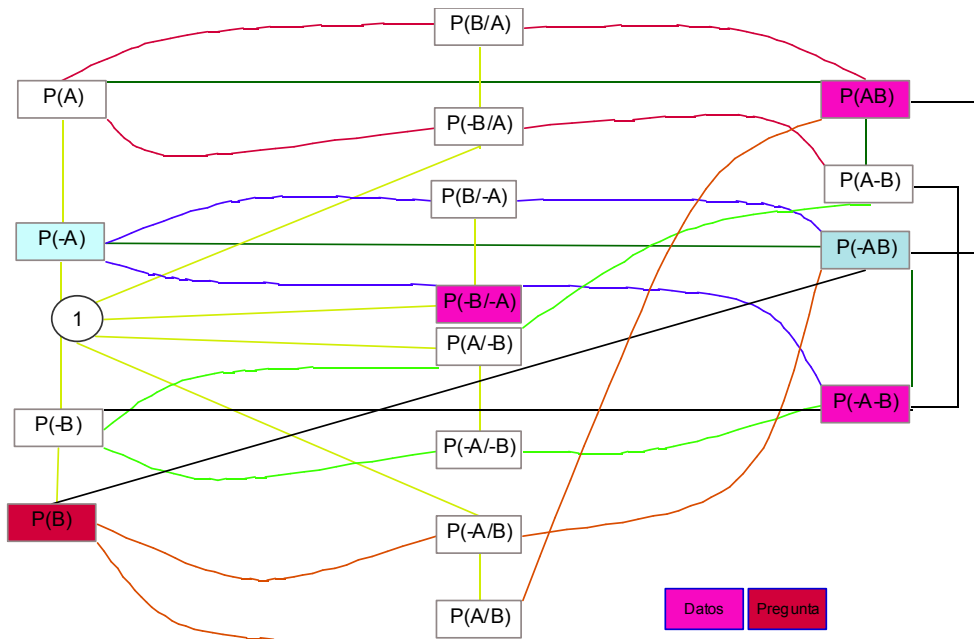 P(B/A)
P(A)
P(AB)
P(-B/A)
P(A-B)
P(B/-A)
P(-A)
P(-AB)
P(-B/-A)
1
P(A/-B)
P(-A-B)
P(-B)
P(-A/-B)
P(B)
P(-A/B)
P(A/B)
Datos
Pregunta